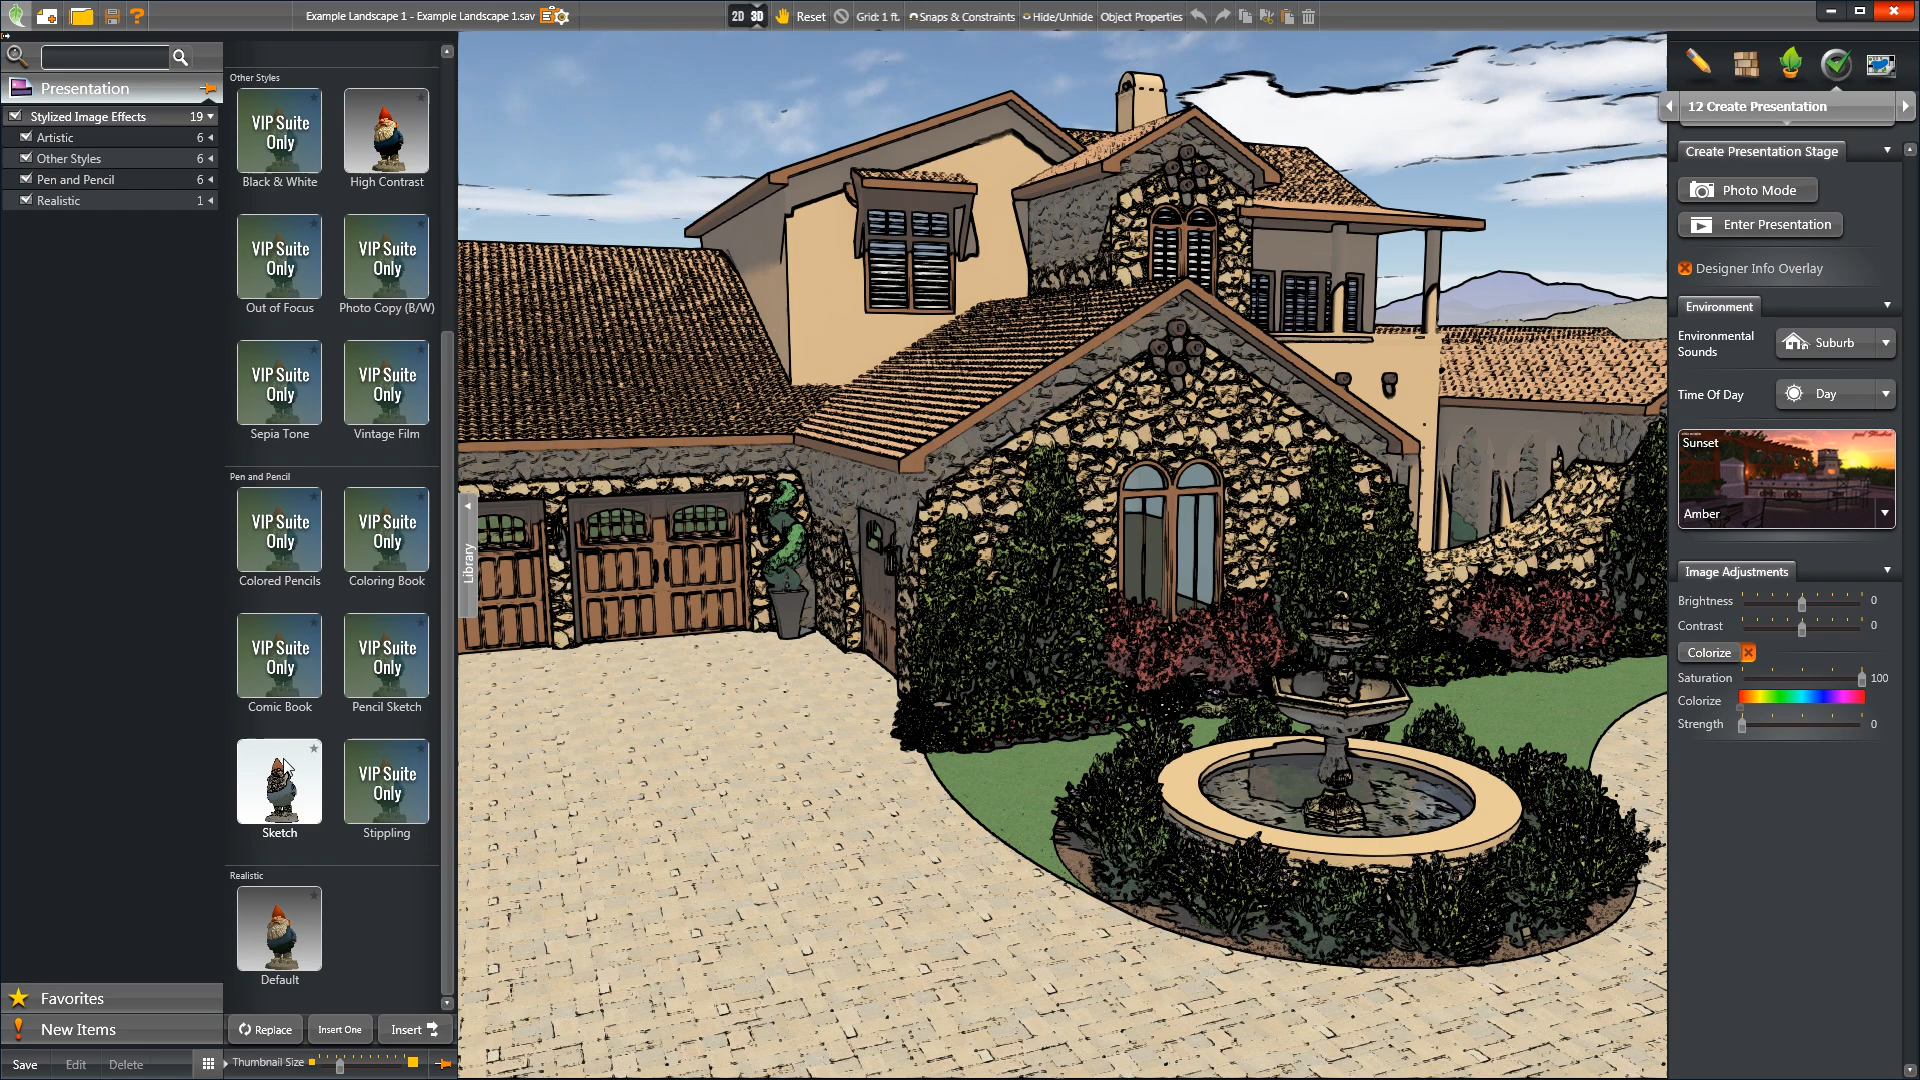 Example Landscape 1 - Example Landscape 1.sav
2D 3D Reset Grid: 1 ft. Snaps & Constraints Hide/Unhide Object Properties
Presentation
Stylized Image Effects 19
Artistic 6
Other Styles 6
Pen and Pencil 6
Realistic 1
Favorites
New Items
Save Edit Delete
Other Styles
VIP Suite
Only
Black & White High Contrast
VIP Suite VIP Suite
Only Only
Out of Focus Photo Copy (B/W)
VIP Suite VIP Suite
Only Only
Sepia Tone Vintage Film
Pen and Pencil
VIP Suite VIP Suite
Only Only
Colored Pencils Coloring Book
VIP Suite VIP Suite
Only Only
Comic Book Pencil Sketch
VIP Suite
Only
Sketch Stippling
Realistic
Default
Replace Insert One Insert
Thumbnail Size
Library
12 Create Presentation
Create Presentation Stage
Photo Mode
Enter Presentation
Designer Info Overlay
Environment
Environmental
Sounds
Suburb
Time Of Day Day
Sunset
Amber
Image Adjustments
Brightness 0
Contrast 0
Colorize
Saturation 100
Colorize
Strength 0